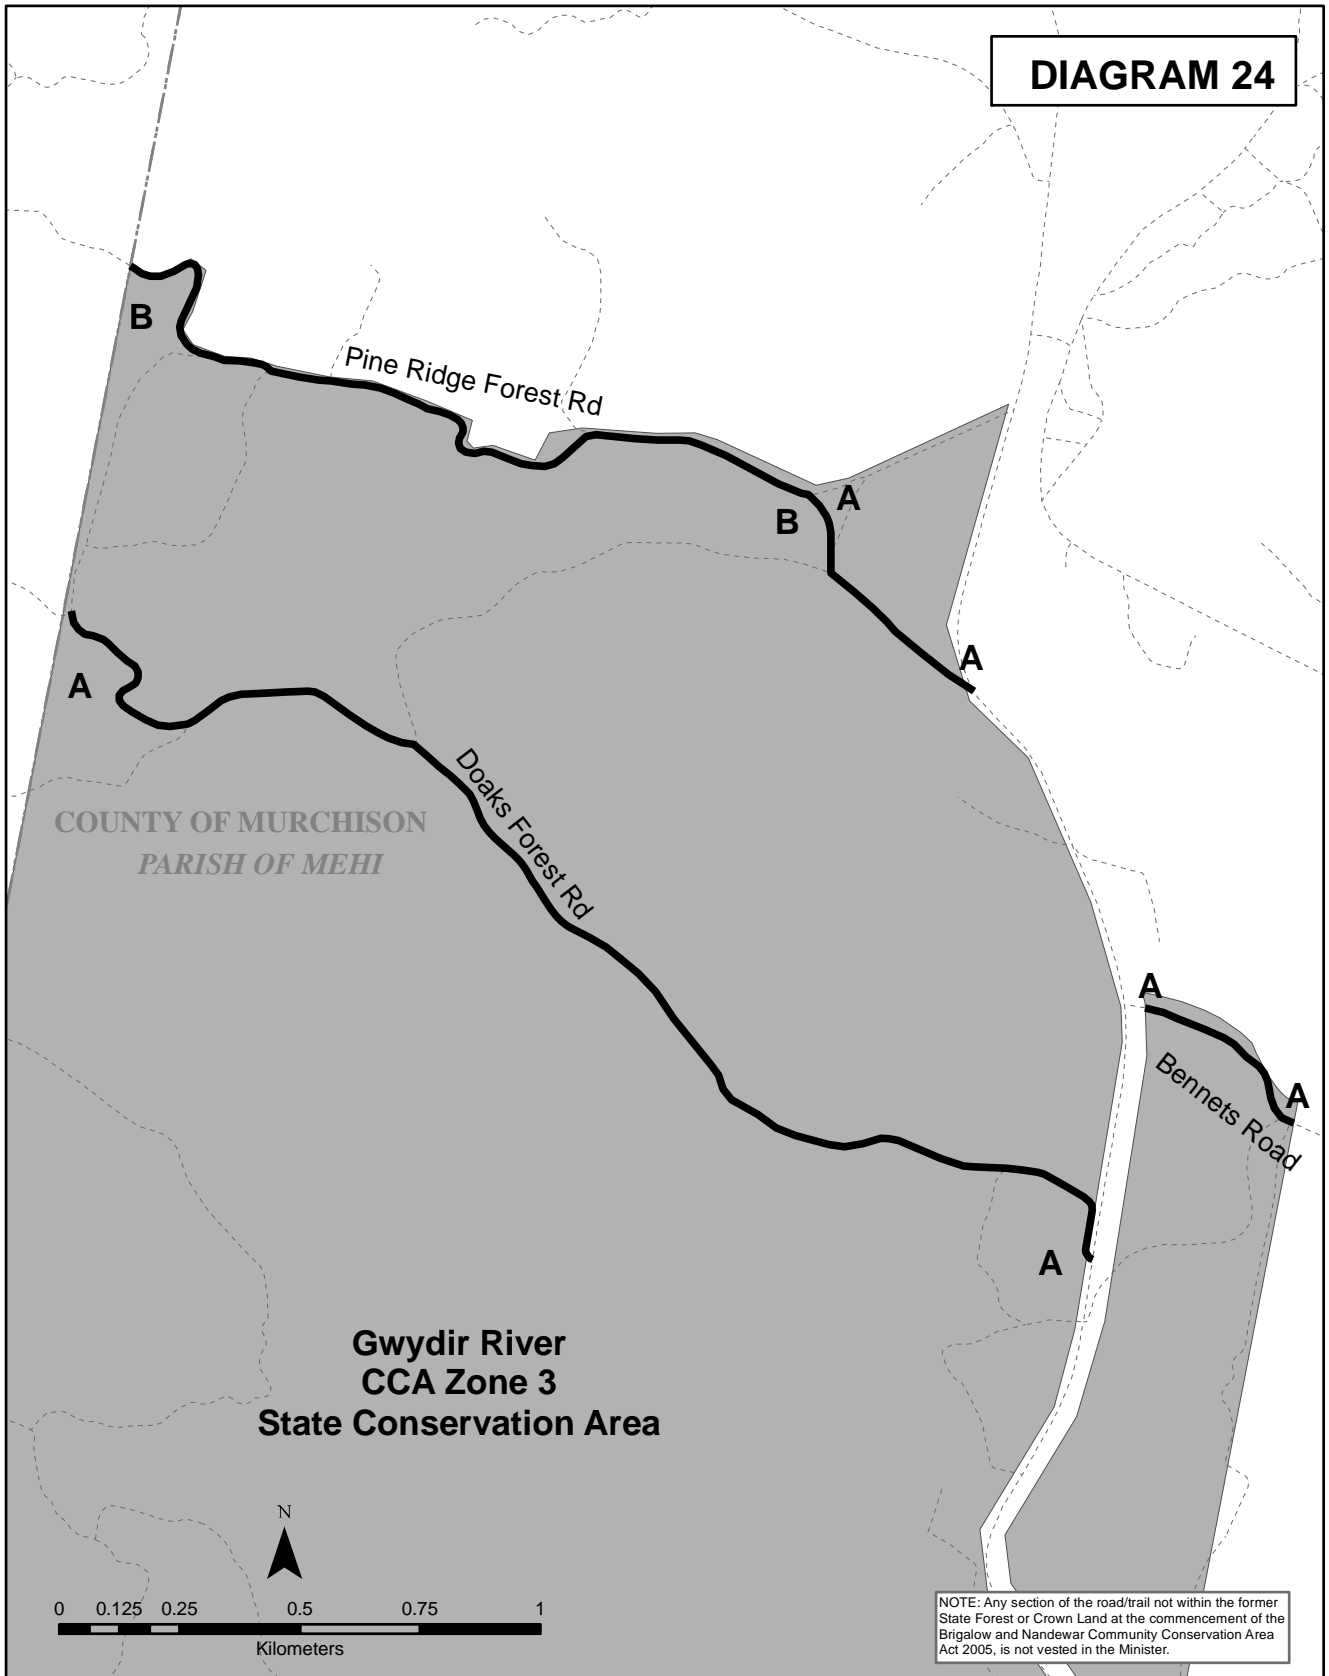 DIAGRAM 24
B
Pine Ridge Forest Rd
A
B
A
A
Doaks Forest Rd
COUNTY OF MURCHISON
PARISH OF MEHI
A
Bennets Road
A
A
Gwydir River
CCA Zone 3
State Conservation Area
N
0 0.125 0.25 0.5 0.75 1
Kilometers
NOTE: Any section of the road/trail not within the former
State Forest or Crown Land at the commencement of the
Brigalow and Nandewar Community Conservation Area
Act 2005, is not vested in the Minister.